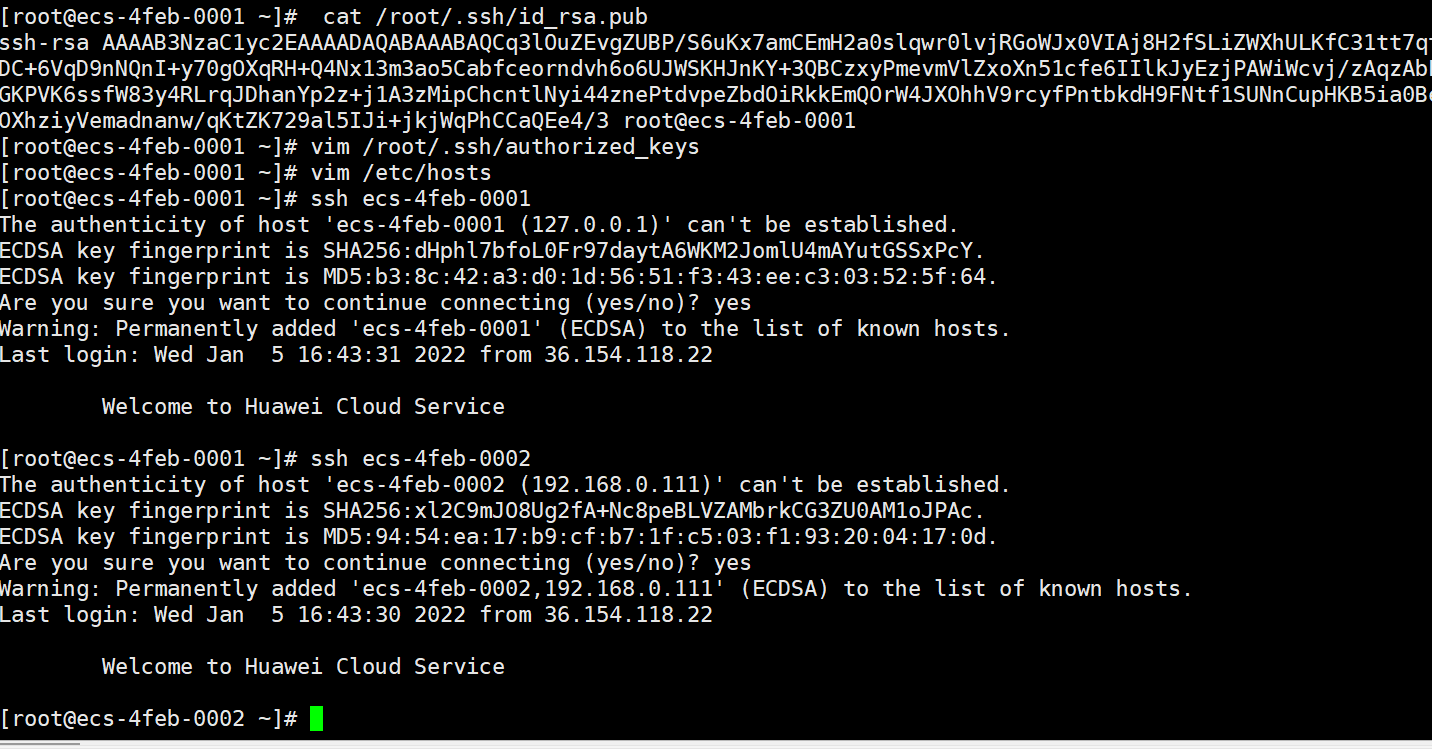 [root@ecs-4feb-0001 ~]#  cat /root/.ssh/id_rsa.pub
ssh-rsa AAAAB3NzaC1yc2EAAAADAQABAAABAQCq3lOuZEvgZUBP/S6uKx7amCEmH2a0slqwr0lvjRGoWJx0VIAj8H2fSLiZWXhULKfC31tt7q
DC+6VqD9nNQnI+y70gOXqRH+Q4Nx13m3ao5Cabfceorndvh6o6UJWSKHJnKY+3QBCzxyPmevmVlZxoXn51cfe6IIlkJyEzjPAWiWcvj/zAqzAb
GKPVK6ssfW83y4RLrqJDhanYp2z+j1A3zMipChcntlNyi44znePtdvpeZbdOiRkkEmQOrW4JXOhhV9rcyfPntbkdH9FNtf1SUNnCupHKB5ia0B
OXhziyVemadnanw/qKtZK729al5IJi+jkjWqPhCCaQEe4/3 root@ecs-4feb-0001
[root@ecs-4feb-0001 ~]# vim /root/.ssh/authorized_keys
[root@ecs-4feb-0001 ~]# vim /etc/hosts
[root@ecs-4feb-0001 ~]# ssh ecs-4feb-0001
The authenticity of host 'ecs-4feb-0001 (127.0.0.1)' can't be established.
ECDSA key fingerprint is SHA256:dHphl7bfoL0Fr97daytA6WKM2JomlU4mAYutGSSxPcY.
ECDSA key fingerprint is MD5:b3:8c:42:a3:d0:1d:56:51:f3:43:ee:c3:03:52:5f:64.
Are you sure you want to continue connecting (yes/no)? yes
Warning: Permanently added 'ecs-4feb-0001' (ECDSA) to the list of known hosts.
Last login: Wed Jan  5 16:43:31 2022 from 36.154.118.22
Welcome to Huawei Cloud Service
[root@ecs-4feb-0001 ~]# ssh ecs-4feb-0002
The authenticity of host 'ecs-4feb-0002 (192.168.0.111)' can't be established.
ECDSA key fingerprint is SHA256:xl2C9mJO8Ug2fA+Nc8peBLVZAMbrkCG3ZU0AM1oJPAc.
ECDSA key fingerprint is MD5:94:54:ea:17:b9:cf:b7:1f:c5:03:f1:93:20:04:17:0d.
Are you sure you want to continue connecting (yes/no)? yes
Warning: Permanently added 'ecs-4feb-0002,192.168.0.111' (ECDSA) to the list of known hosts.
Last login: Wed Jan  5 16:43:30 2022 from 36.154.118.22
Welcome to Huawei Cloud Service
[root@ecs-4feb-0002 ~]#